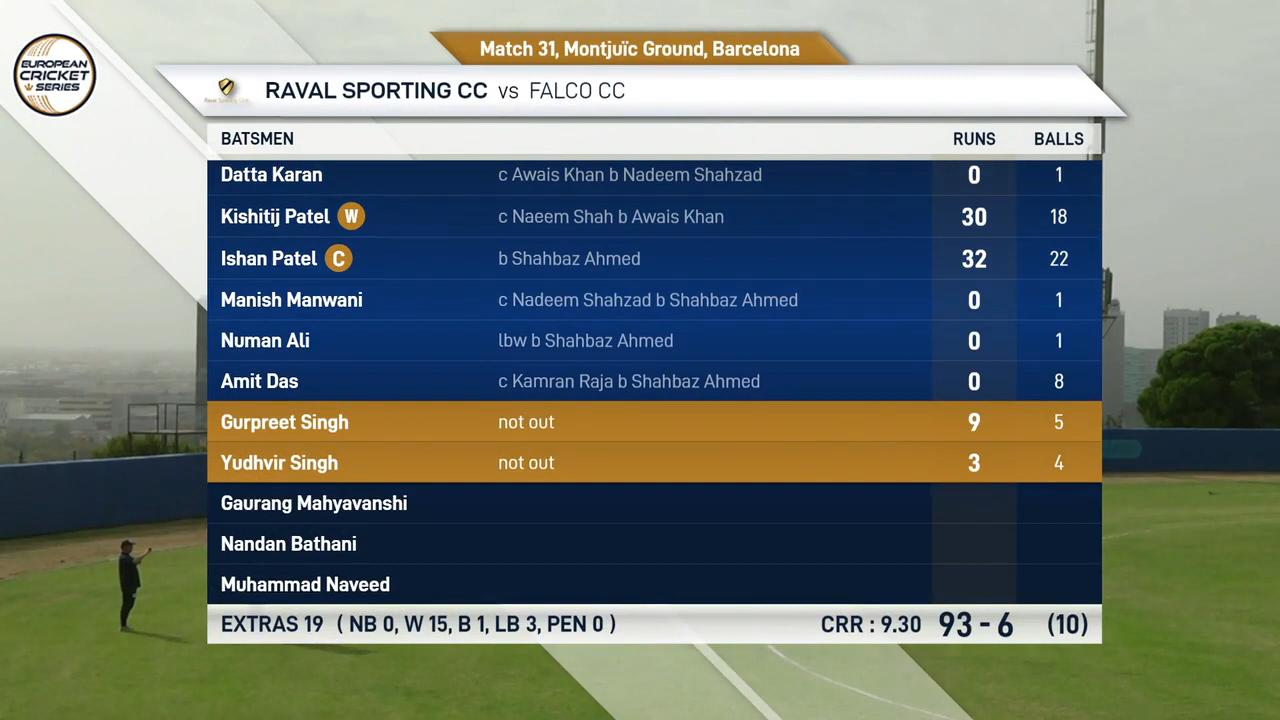 Match 31, Montjuïc Ground, Barcelona
EUROPEAN
CRICKET
SERIES
RAVAL SPORTING CC vs FALCO CC
BATSMEN RUNS BALLS
Datta Karan c Awais Khan b Nadeem Shahzad 0 1
Kishitij Patel W c Naeem Shah b Awais Khan 30 18
Ishan Patel C b Shahbaz Ahmed 32 22
Manish Manwani c Nadeem Shahzad b Shahbaz Ahmed 0 1
Numan Ali lbw b Shahbaz Ahmed 0 1
Amit Das c Kamran Raja b Shahbaz Ahmed 0 8
Gurpreet Singh not out 9 5
Yudhvir Singh not out 3 4
Gaurang Mahyavanshi
Nandan Bathani
Muhammad Naveed
EXTRAS 19 ( NB 0, W 15, B 1, LB 3, PEN 0 ) CRR : 9.30 93 - 6 (10)